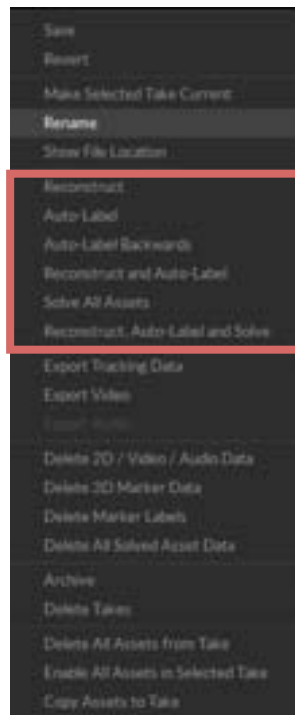 Save
Revert
Make Selected Take Current
Rename
Show File Location
Reconstruct
Auto-Label
Auto-Label Backwards
Reconstruct and Auto-Label
Solve All Assets
Reconstruct, Auto-Label and Solve
Export Tracking Data
Export Video
Export Audio
Delete 2D / Video / Audio Data
Delete 3D Marker Data
Delete Marker Labels
Delete All Solved Asset Data
Archive
Delete Takes
Delete All Assets from Take
Enable All Assets in Selected Take
Copy Assets to Take